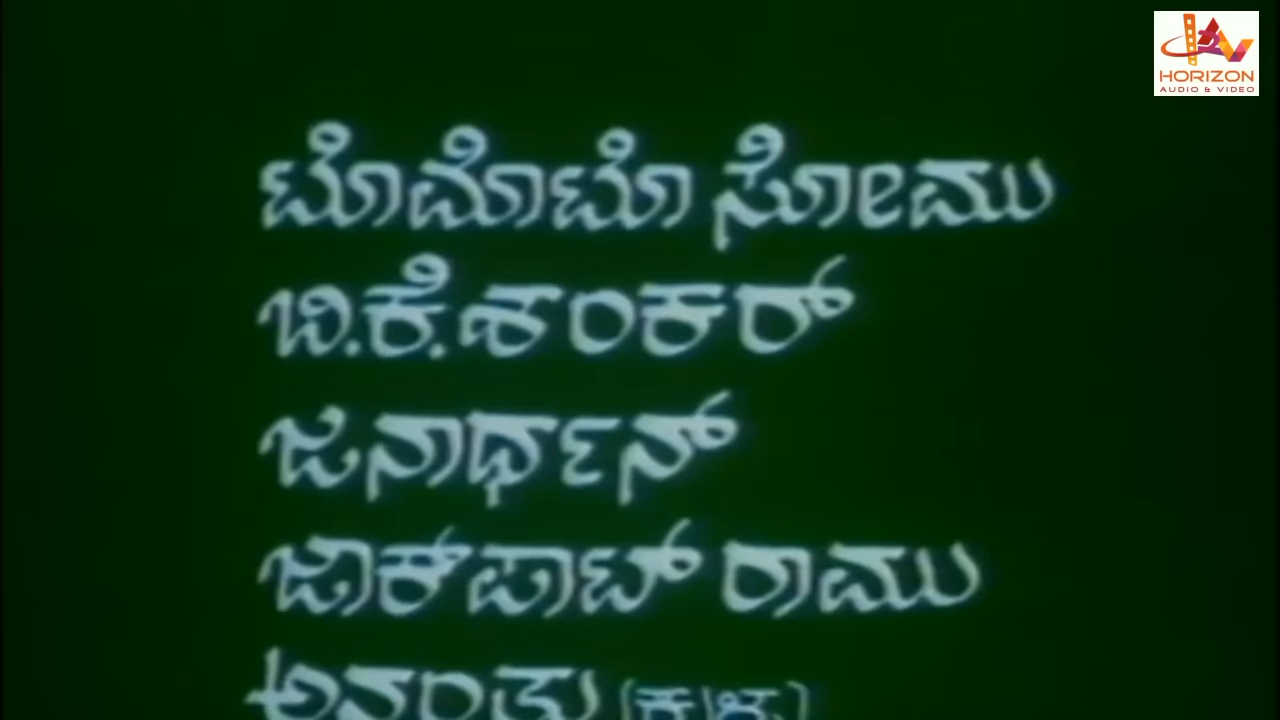 HORIZON
AUDIO & VIDEO
ಟೊಮೊಟೊ ಸೋಮು
ಬಿ.ಕೆ.ಶಂಕರ್
ಜನಾರ್ಧನ್
ಜಾಕ್‌ಪಾಟ್ ರಾಮು
ಅನಂತು